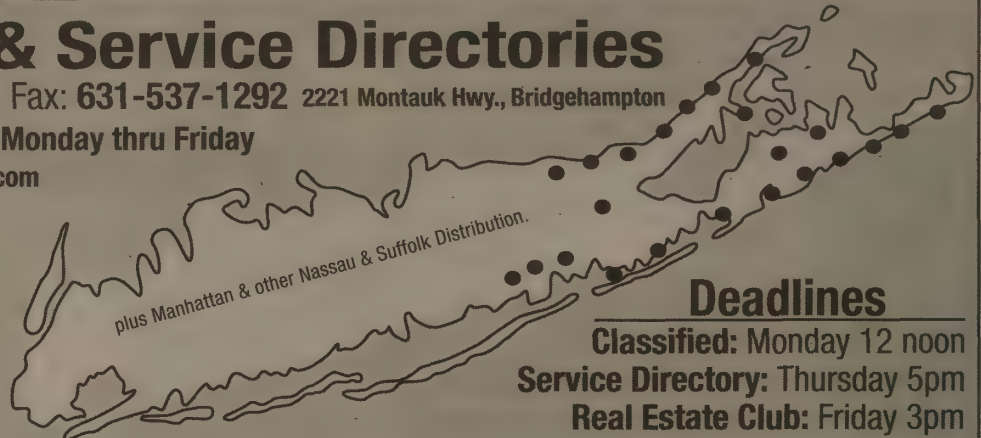 & Service Directories
Fax: 631-537-1292 2221 Montauk Hwy., Bridgehampton
Monday thru Friday
com
plus Manhattan & other Nassau & Suffolk Distribution.
Deadlines
Classified: Monday 12 noon
Service Directory: Thursday 5pm
Real Estate Club: Friday 3pm